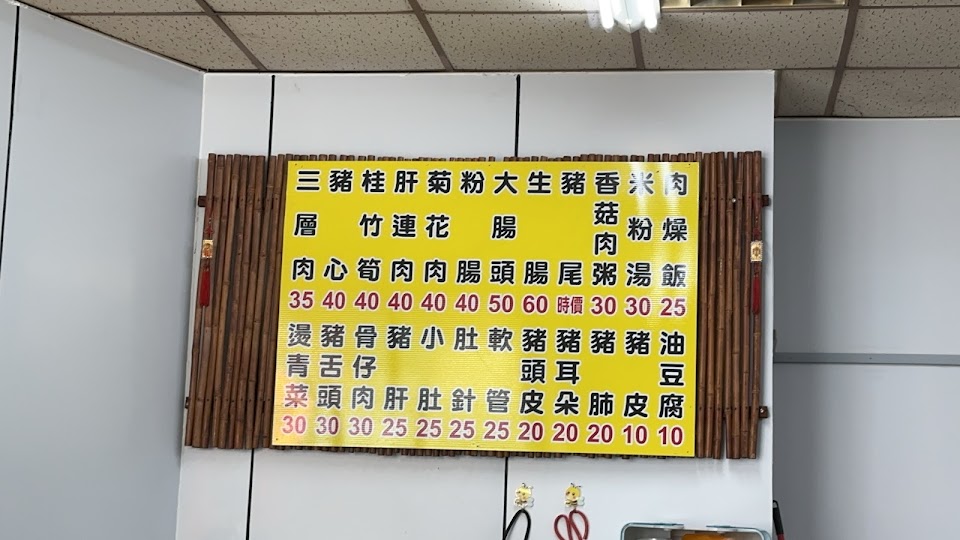 肉燥飯 25
米粉湯 30
香菇肉粥 30
豬尾 時價
生腸 60
大腸頭 50
粉腸 40
菊花肉 40
肝連肉 40
桂竹筍 40
豬心 40
三層肉 35
油豆腐 10
豬皮 10
豬肺 20
豬耳朵 20
豬頭皮 20
軟管 25
肚針 25
小肚 25
豬肝 25
骨仔肉 30
豬舌頭 30
燙青菜 30